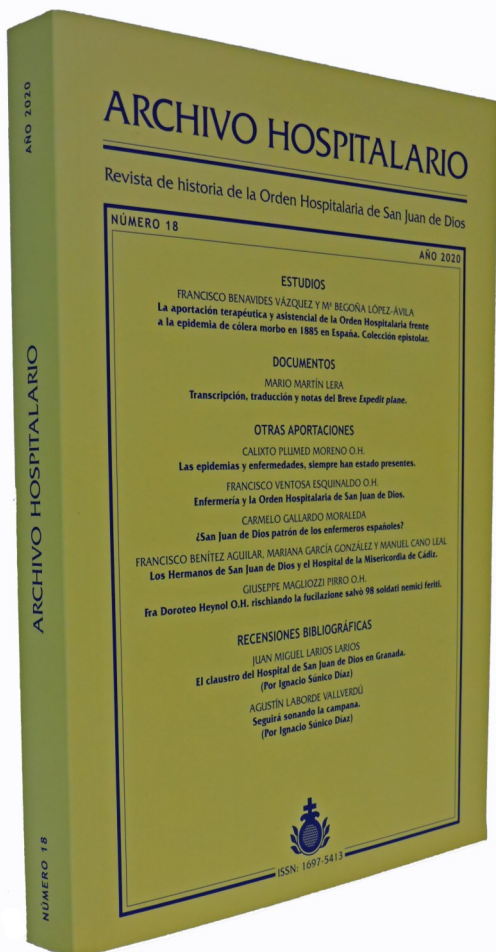 AÑO 2020
ARCHIVO HOSPITALARIO
NÚMERO 18
ARCHIVO HOSPITALARIO
Revista de historia de la Orden Hospitalaria de San Juan de Dios
NÚMERO 18
AÑO 2020
ESTUDIOS
FRANCISCO BENAVIDES VÁZQUEZ Y Mª BEGOÑA LÓPEZ-ÁVILA
La aportación terapéutica y asistencial de la Orden Hospitalaria frente
a la epidemia de cólera morbo en 1885 en España. Colección epistolar.
DOCUMENTOS
MARIO MARTÍN LERA
Transcripción, traducción y notas del Breve Expedit plane.
OTRAS APORTACIONES
CALIXTO PLUMED MORENO O.H.
Las epidemias y enfermedades, siempre han estado presentes.
FRANCISCO VENTOSA ESQUINALDO O.H.
Enfermería y la Orden Hospitalaria de San Juan de Dios.
CARMELO GALLARDO MORALEDA
¿San Juan de Dios patrón de los enfermeros españoles?
FRANCISCO BENÍTEZ AGUILAR, MARIANA GARCÍA GONZÁLEZ Y MANUEL CANO LEAL
Los Hermanos de San Juan de Dios y el Hospital de la Misericordia de Cádiz.
GIUSEPPE MAGLIOZZI PIRRO O.H.
Fra Doroteo Heynol O.H. rischiando la fucilazione salvò 98 soldati nemici feriti.
RECENSIONES BIBLIOGRÁFICAS
JUAN MIGUEL LARIOS LARIOS
El claustro del Hospital de San Juan de Dios en Granada.
(Por Ignacio Súnico Díaz)
AGUSTÍN LABORDE VALLVERDÚ
Seguirá sonando la campana.
(Por Ignacio Súnico Díaz)
ISSN: 1697-5413